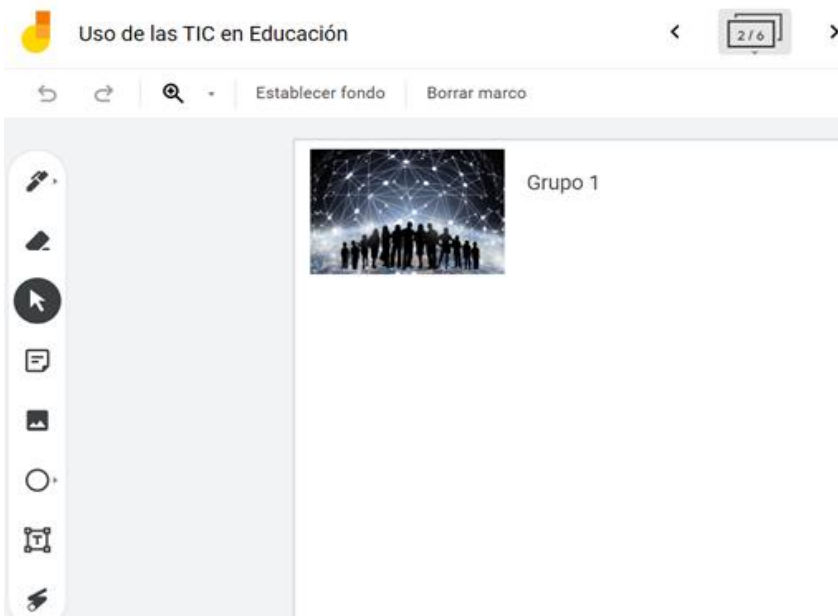 Uso de las TIC en Educación
2 / 6
Establecer fondo
Borrar marco
Grupo 1
T